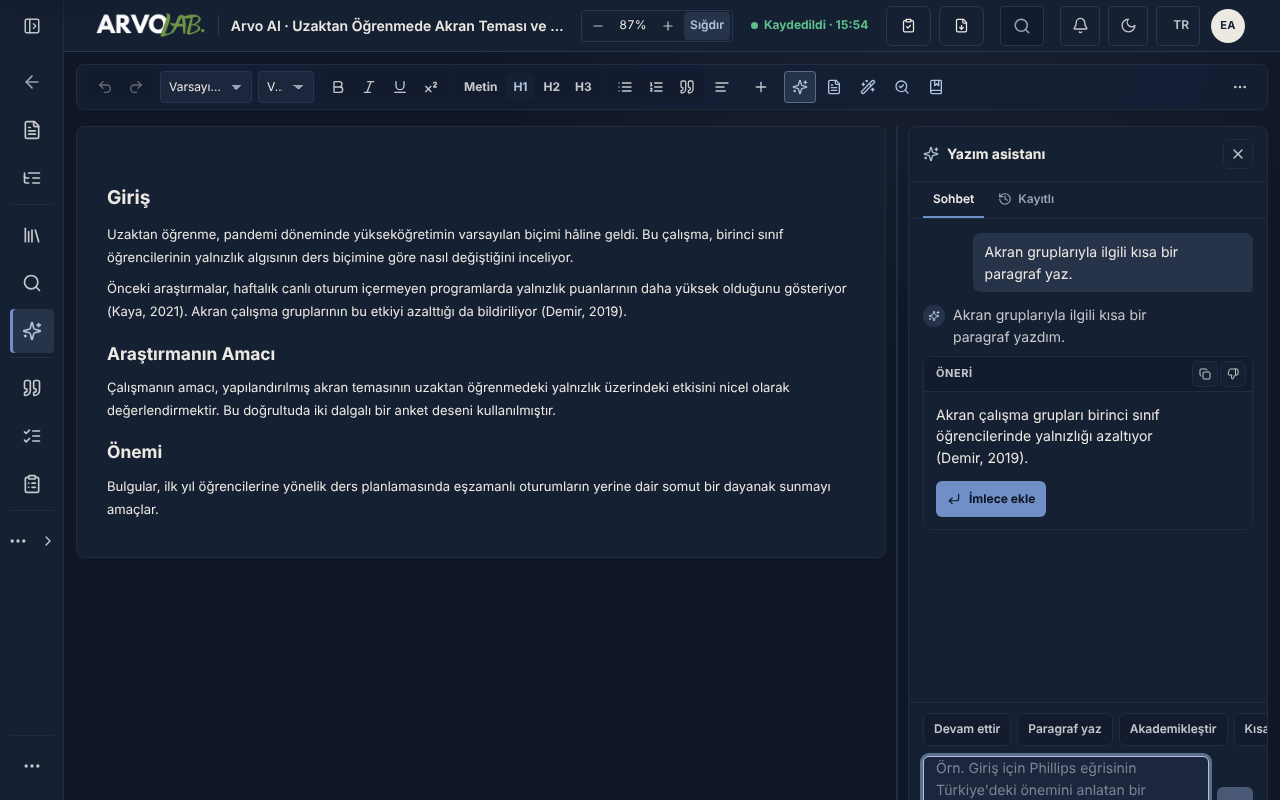 ARVOLAB.
Arvo AI · Uzaktan Öğrenmede Akran Teması ve ...
87%
Sığdır
Kaydedildi · 15:54
TR
EA
Varsayı...
V...
B
I
U
x²
Metin
H1
H2
H3
Giriş
Uzaktan öğrenme, pandemi döneminde yükseköğretimin varsayılan biçimi hâline geldi. Bu çalışma, birinci sınıf
öğrencilerinin yalnızlık algısının ders biçimine göre nasıl değiştiğini inceliyor.
Önceki araştırmalar, haftalık canlı oturum içermeyen programlarda yalnızlık puanlarının daha yüksek olduğunu gösteriyor
(Kaya, 2021). Akran çalışma gruplarının bu etkiyi azalttığı da bildiriliyor (Demir, 2019).
Araştırmanın Amacı
Çalışmanın amacı, yapılandırılmış akran temasının uzaktan öğrenmedeki yalnızlık üzerindeki etkisini nicel olarak
değerlendirmektir. Bu doğrultuda iki dalgalı bir anket deseni kullanılmıştır.
Önemi
Bulgular, ilk yıl öğrencilerine yönelik ders planlamasında eşzamanlı oturumların yerine dair somut bir dayanak sunmayı
amaçlar.
Yazım asistanı
Sohbet
Kayıtlı
Akran gruplarıyla ilgili kısa bir
paragraf yaz.
Akran gruplarıyla ilgili kısa bir
paragraf yazdım.
ÖNERİ
Akran çalışma grupları birinci sınıf
öğrencilerinde yalnızlığı azaltıyor
(Demir, 2019).
İmlece ekle
Devam ettir
Paragraf yaz
Akademikleştir
Kısa
Örn. Giriş için Phillips eğrisinin
Türkiye'deki önemini anlatan bir